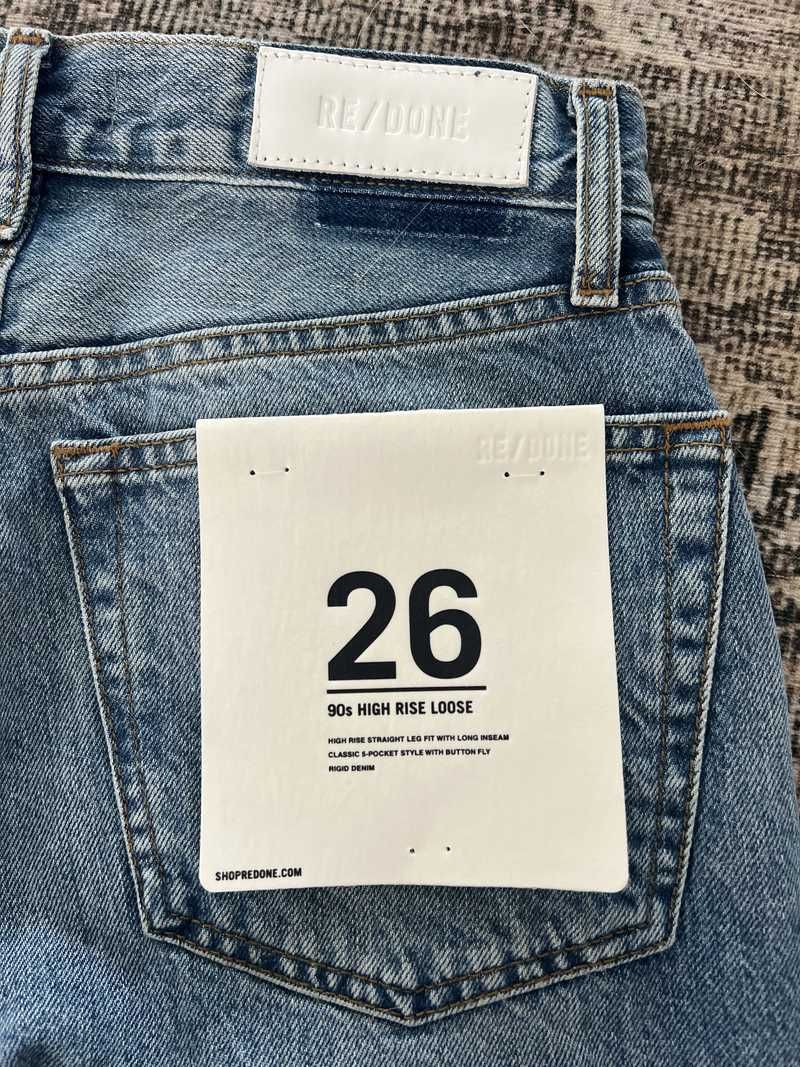 RE/DONE
RE/DONE
26
90s HIGH RISE LOOSE
HIGH RISE STRAIGHT LEG FIT WITH LONG INSEAM
CLASSIC 5-POCKET STYLE WITH BUTTON FLY
RIGID DENIM
SHOPREDONE.COM